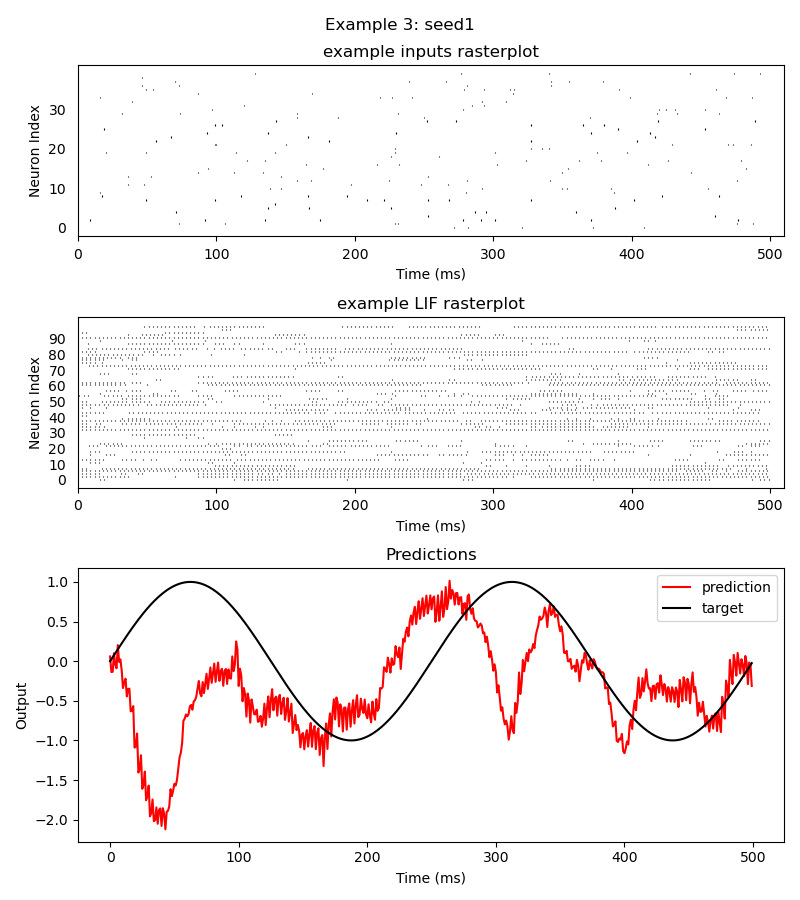 Example 3: seed1
example inputs rasterplot
Neuron Index
30
20
10
0
0 100 200 300 400 500
Time (ms)
example LIF rasterplot
Neuron Index
90
80
70
60
50
40
30
20
10
0
0 100 200 300 400 500
Time (ms)
Predictions
Output
1.0
0.5
0.0
−0.5
−1.0
−1.5
−2.0
prediction
target
0 100 200 300 400 500
Time (ms)